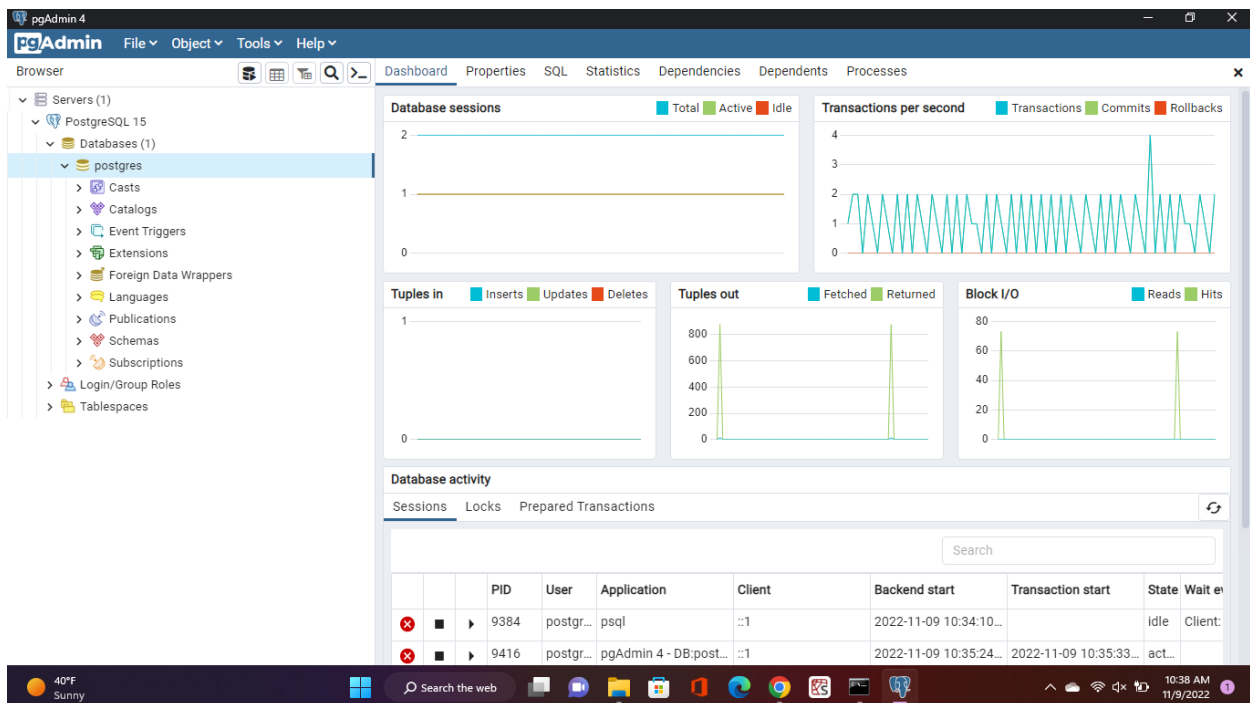 pgAdmin 4
pgAdmin File Object Tools Help
Browser
Dashboard Properties SQL Statistics Dependencies Dependents Processes
Servers (1)
PostgreSQL 15
Databases (1)
postgres
Casts
Catalogs
Event Triggers
Extensions
Foreign Data Wrappers
Languages
Publications
Schemas
Subscriptions
Login/Group Roles
Tablespaces
Database sessions Total Active Idle
2
1
0
Transactions per second Transactions Commits Rollbacks
4
3
2
1
0
Tuples in Inserts Updates Deletes
1
0
Tuples out Fetched Returned
800
600
400
200
0
Block I/O Reads Hits
80
60
40
20
0
Database activity
Sessions Locks Prepared Transactions
Search
PID User Application Client Backend start Transaction start State Wait ev
9384 postgr... psql ::1 2022-11-09 10:34:10... idle Client:
9416 postgr... pgAdmin 4 - DB:post... ::1 2022-11-09 10:35:24... 2022-11-09 10:35:33... act...
40°F
Sunny
Search the web
10:38 AM
11/9/2022
1